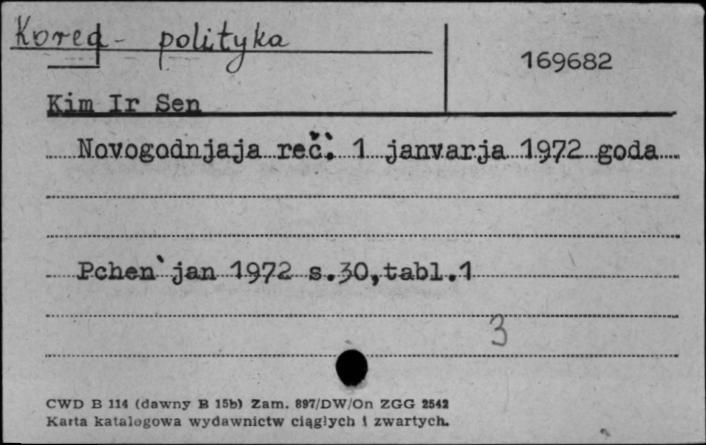 Korea - polityka
169682
Kim Ir Sen
Novogodnjaja reč`. 1 janvarja 1972 goda
Pchen`jan 1972 s.30,tabl.1
3
CWD B 114 (dawny B 15b) Zam. 897/DW/On ZGG 2542
Karta katalogowa wydawnictw ciągłych i zwartych.